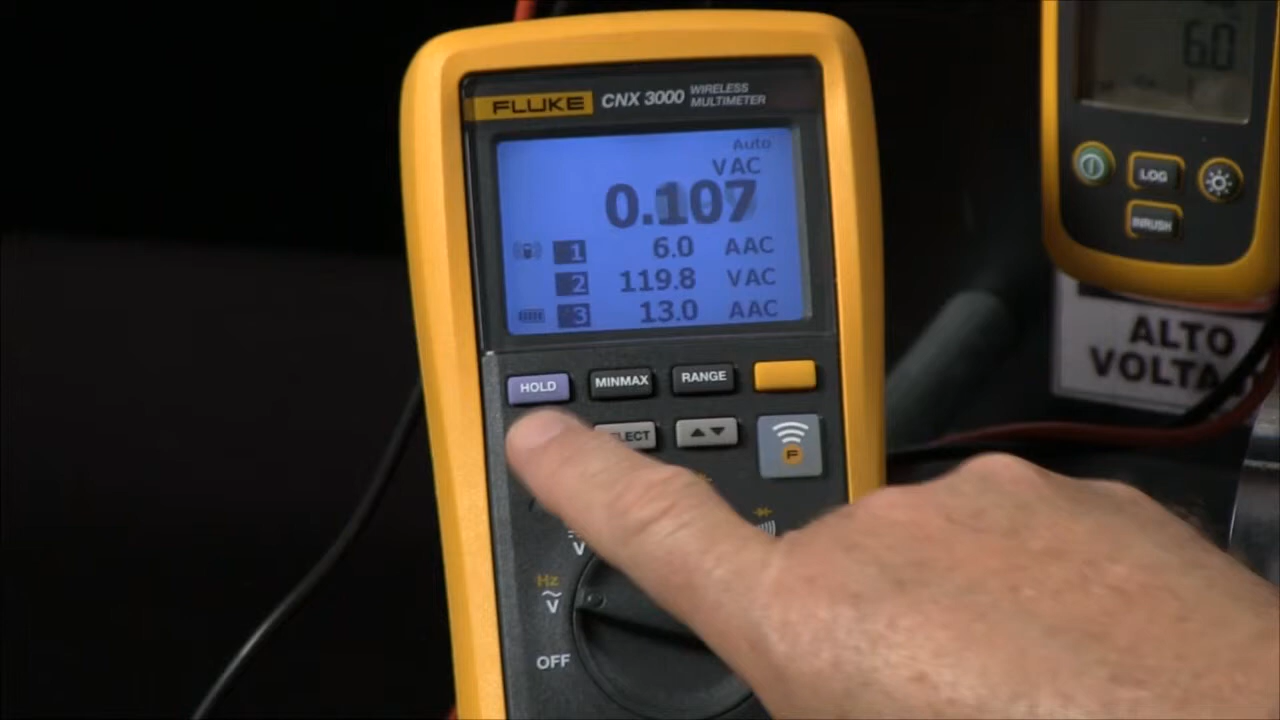 FLUKE CNX 3000 WIRELESS MULTIMETER
Auto
VAC
0.107
1 6.0 AAC
2 119.8 VAC
3 13.0 AAC
HOLD MINMAX RANGE
F
V
Hz
V
OFF
6.0
LOG
INRUSH
ALTO
VOLTA